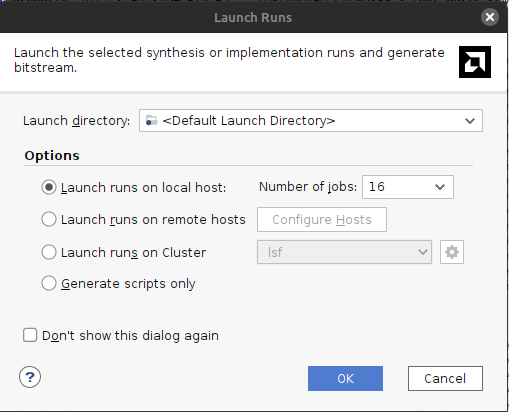 Launch Runs
Launch the selected synthesis or implementation runs and generate
bitstream.
Launch directory: <Default Launch Directory>
Options
Launch runs on local host: Number of jobs: 16
Launch runs on remote hosts Configure Hosts
Launch runs on Cluster lsf
Generate scripts only
Don't show this dialog again
? OK Cancel